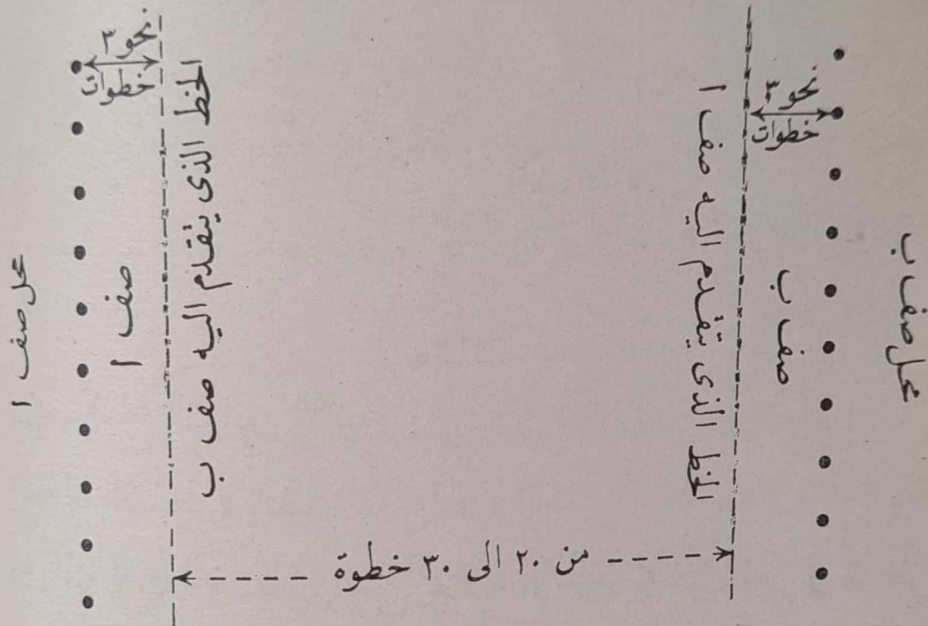 نحو ٣
خطوات
محل صف ا
صف ا
الخط الذى يتقدم اليه صف ب
الخط الذى يتقدم اليه صف ا
نحو ٣
خطوات
صف ب
محل صف ب
من ٢٠ الى ٣٠ خطوة